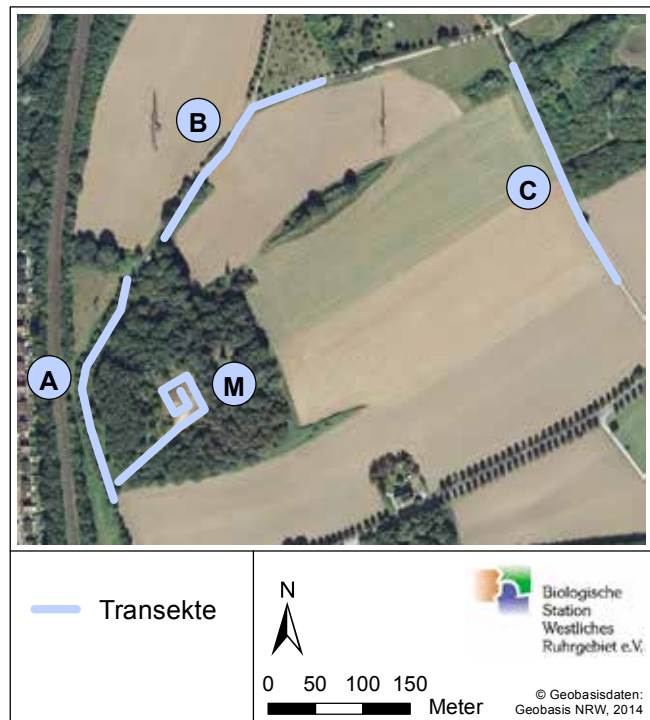 B
C
A
M
Transekte
N
0 50 100 150 Meter
Biologische
Station
Westliches
Ruhrgebiet e.V.
© Geobasisdaten:
Geobasis NRW, 2014